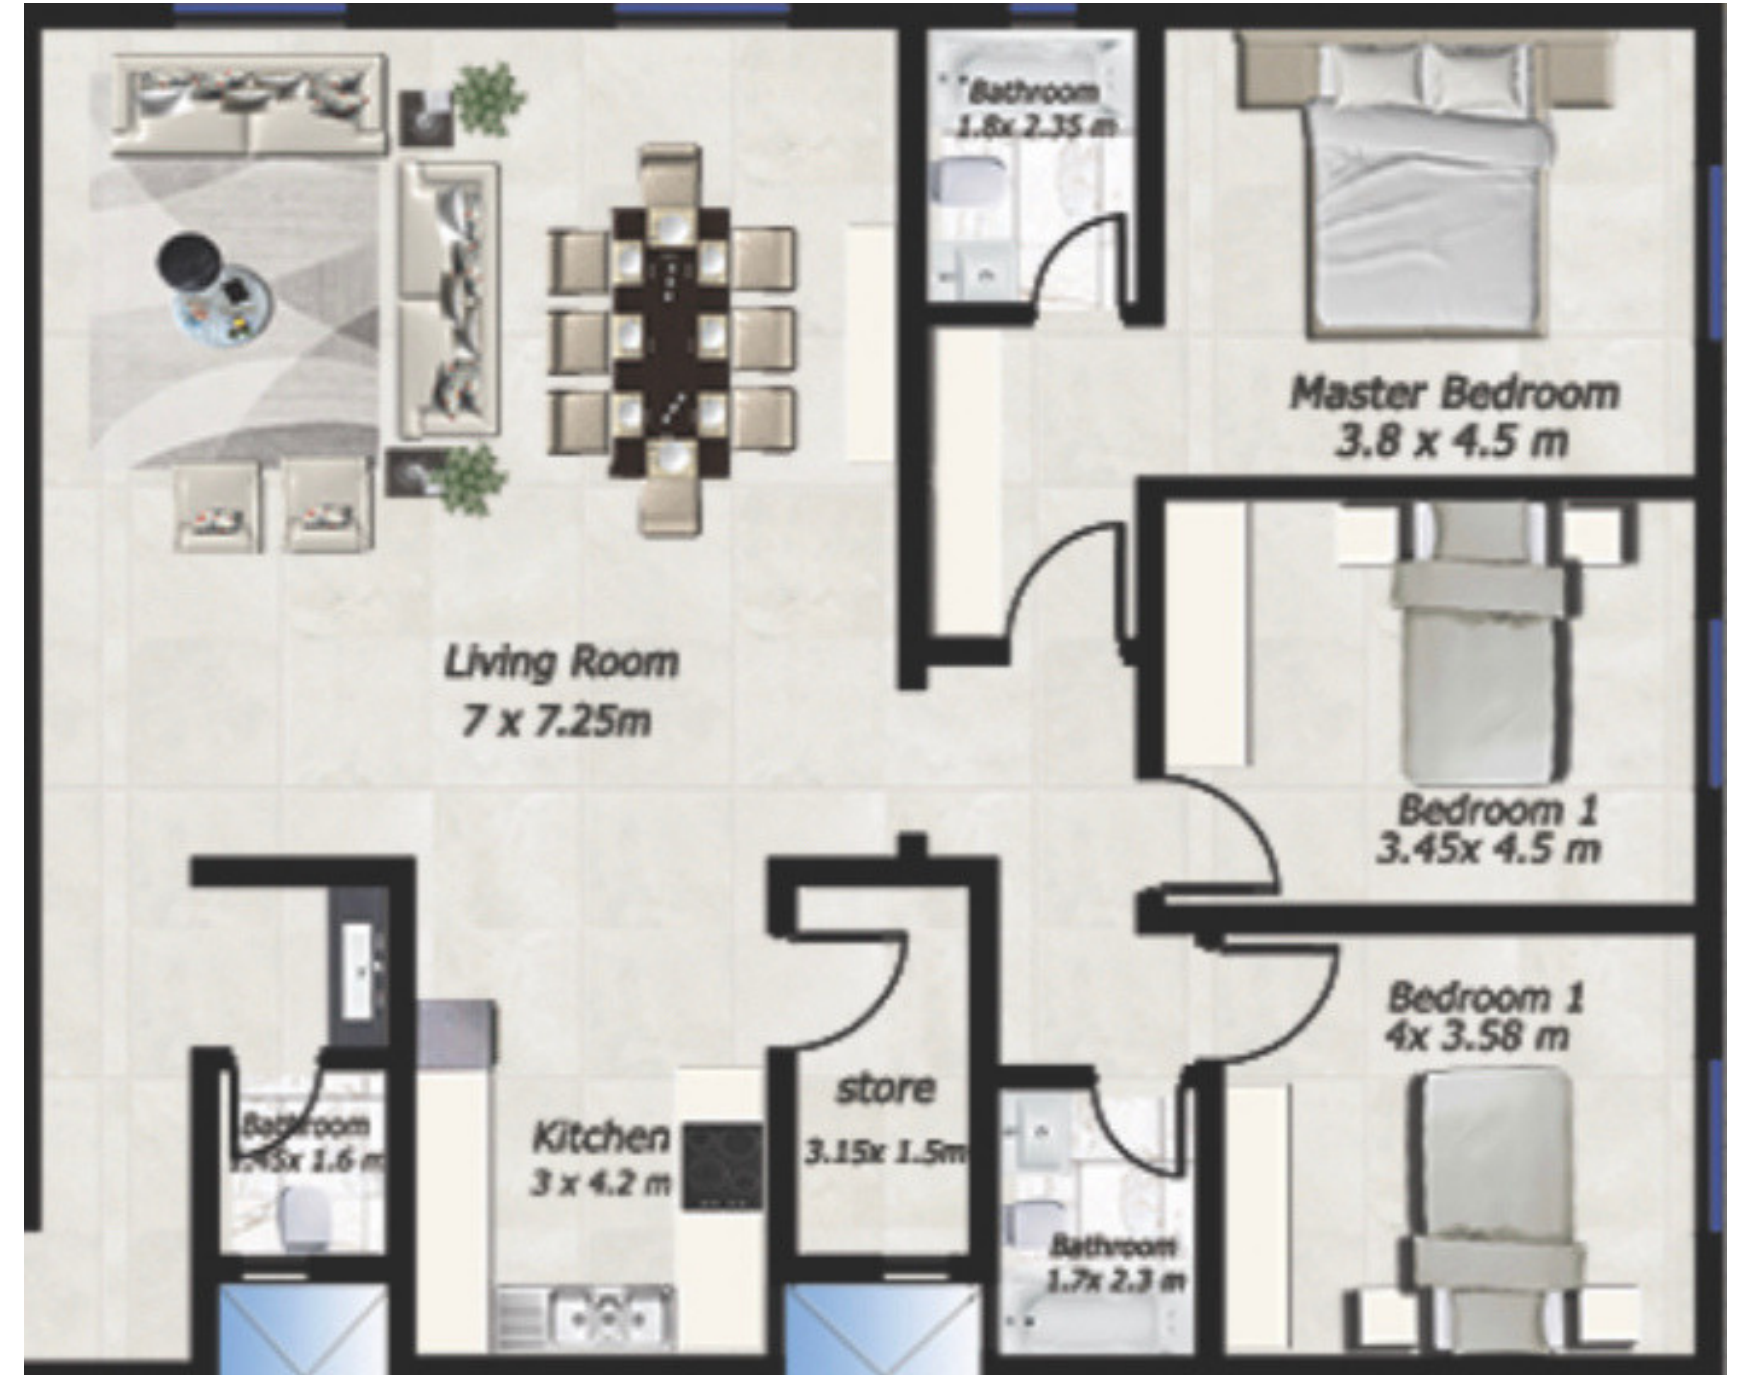 Bathroom
1.8x 2.35 m
Master Bedroom
3.8 x 4.5 m
Living Room
7 x 7.25m
Bedroom 1
3.45x 4.5 m
Bedroom 1
4x 3.58 m
store
3.15x 1.5m
Kitchen
3 x 4.2 m
Bathroom
1.6 m
Bathroom
1.7x 2.3 m